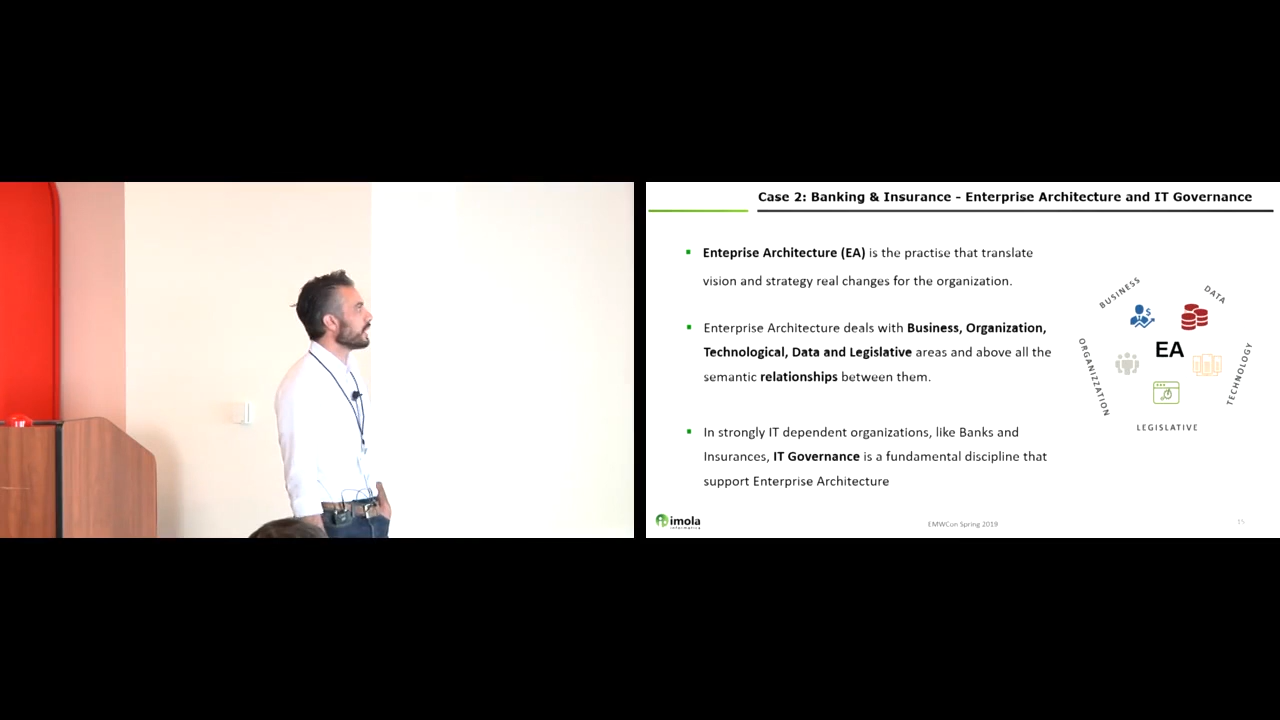 Case 2: Banking & Insurance - Enterprise Architecture and IT Governance
Enteprise Architecture (EA) is the practise that translate
vision and strategy real changes for the organization.
Enterprise Architecture deals with Business, Organization,
Technological, Data and Legislative areas and above all the
semantic relationships between them.
In strongly IT dependent organizations, like Banks and
Insurances, IT Governance is a fundamental discipline that
support Enterprise Architecture
BUSINESS
DATA
EA
ORGANIZZATION
TECHNOLOGY
LEGISLATIVE
imola
informatica
EMWCon Spring 2019
15